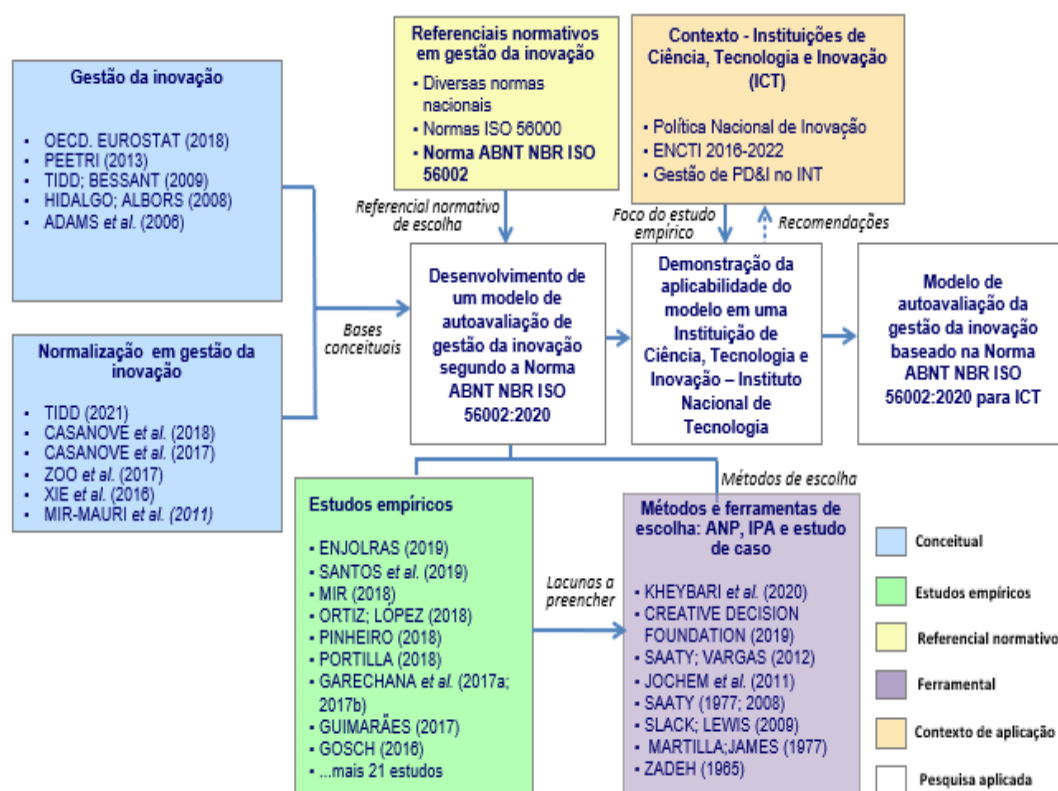 Gestão da inovação
▪ OECD. EUROSTAT (2018)
▪ PEETRI (2013)
▪ TIDD; BESSANT (2009)
▪ HIDALGO; ALBORS (2008)
▪ ADAMS et al. (2006)
Normalização em gestão da
inovação
▪ TIDD (2021)
▪ CASANOVE et al. (2018)
▪ CASANOVE et al. (2017)
▪ ZOO et al. (2017)
▪ XIE et al. (2016)
▪ MIR-MAURI et al. (2011)
Bases
conceituais
Referenciais normativos
em gestão da inovação
▪ Diversas normas
nacionais
▪ Normas ISO 56000
▪ Norma ABNT NBR ISO
56002
Referencial normativo
de escolha
Contexto - Instituições de
Ciência, Tecnologia e Inovação
(ICT)
▪ Política Nacional de Inovação
▪ ENCTI 2016-2022
▪ Gestão de PD&I no INT
Foco do estudo
empírico
Recomendações
Desenvolvimento de
um modelo de
autoavaliação de
gestão da inovação
segundo a Norma
ABNT NBR ISO
56002:2020
Demonstração da
aplicabilidade do
modelo em uma
Instituição de
Ciência, Tecnologia e
Inovação – Instituto
Nacional de
Tecnologia
Modelo de
autoavaliação da
gestão da inovação
baseado na Norma
ABNT NBR ISO
56002:2020 para ICT
Métodos de escolha
Estudos empíricos
▪ ENJOLRAS (2019)
▪ SANTOS et al. (2019)
▪ MIR (2018)
▪ ORTIZ; LÓPEZ (2018)
▪ PINHEIRO (2018)
▪ PORTILLA (2018)
▪ GARECHANA et al. (2017a;
2017b)
▪ GUIMARÃES (2017)
▪ GOSCH (2016)
▪ ...mais 21 estudos
Lacunas a
preencher
Métodos e ferramentas
de escolha: ANP, IPA e estudo
de caso
▪ KHEYBARI et al. (2020)
▪ CREATIVE DECISION
FOUNDATION (2019)
▪ SAATY; VARGAS (2012)
▪ JOCHEM et al. (2011)
▪ SAATY (1977; 2008)
▪ SLACK; LEWIS (2009)
▪ MARTILLA;JAMES (1977)
▪ ZADEH (1965)
Conceitual
Estudos empíricos
Referencial normativo
Ferramental
Contexto de aplicação
Pesquisa aplicada